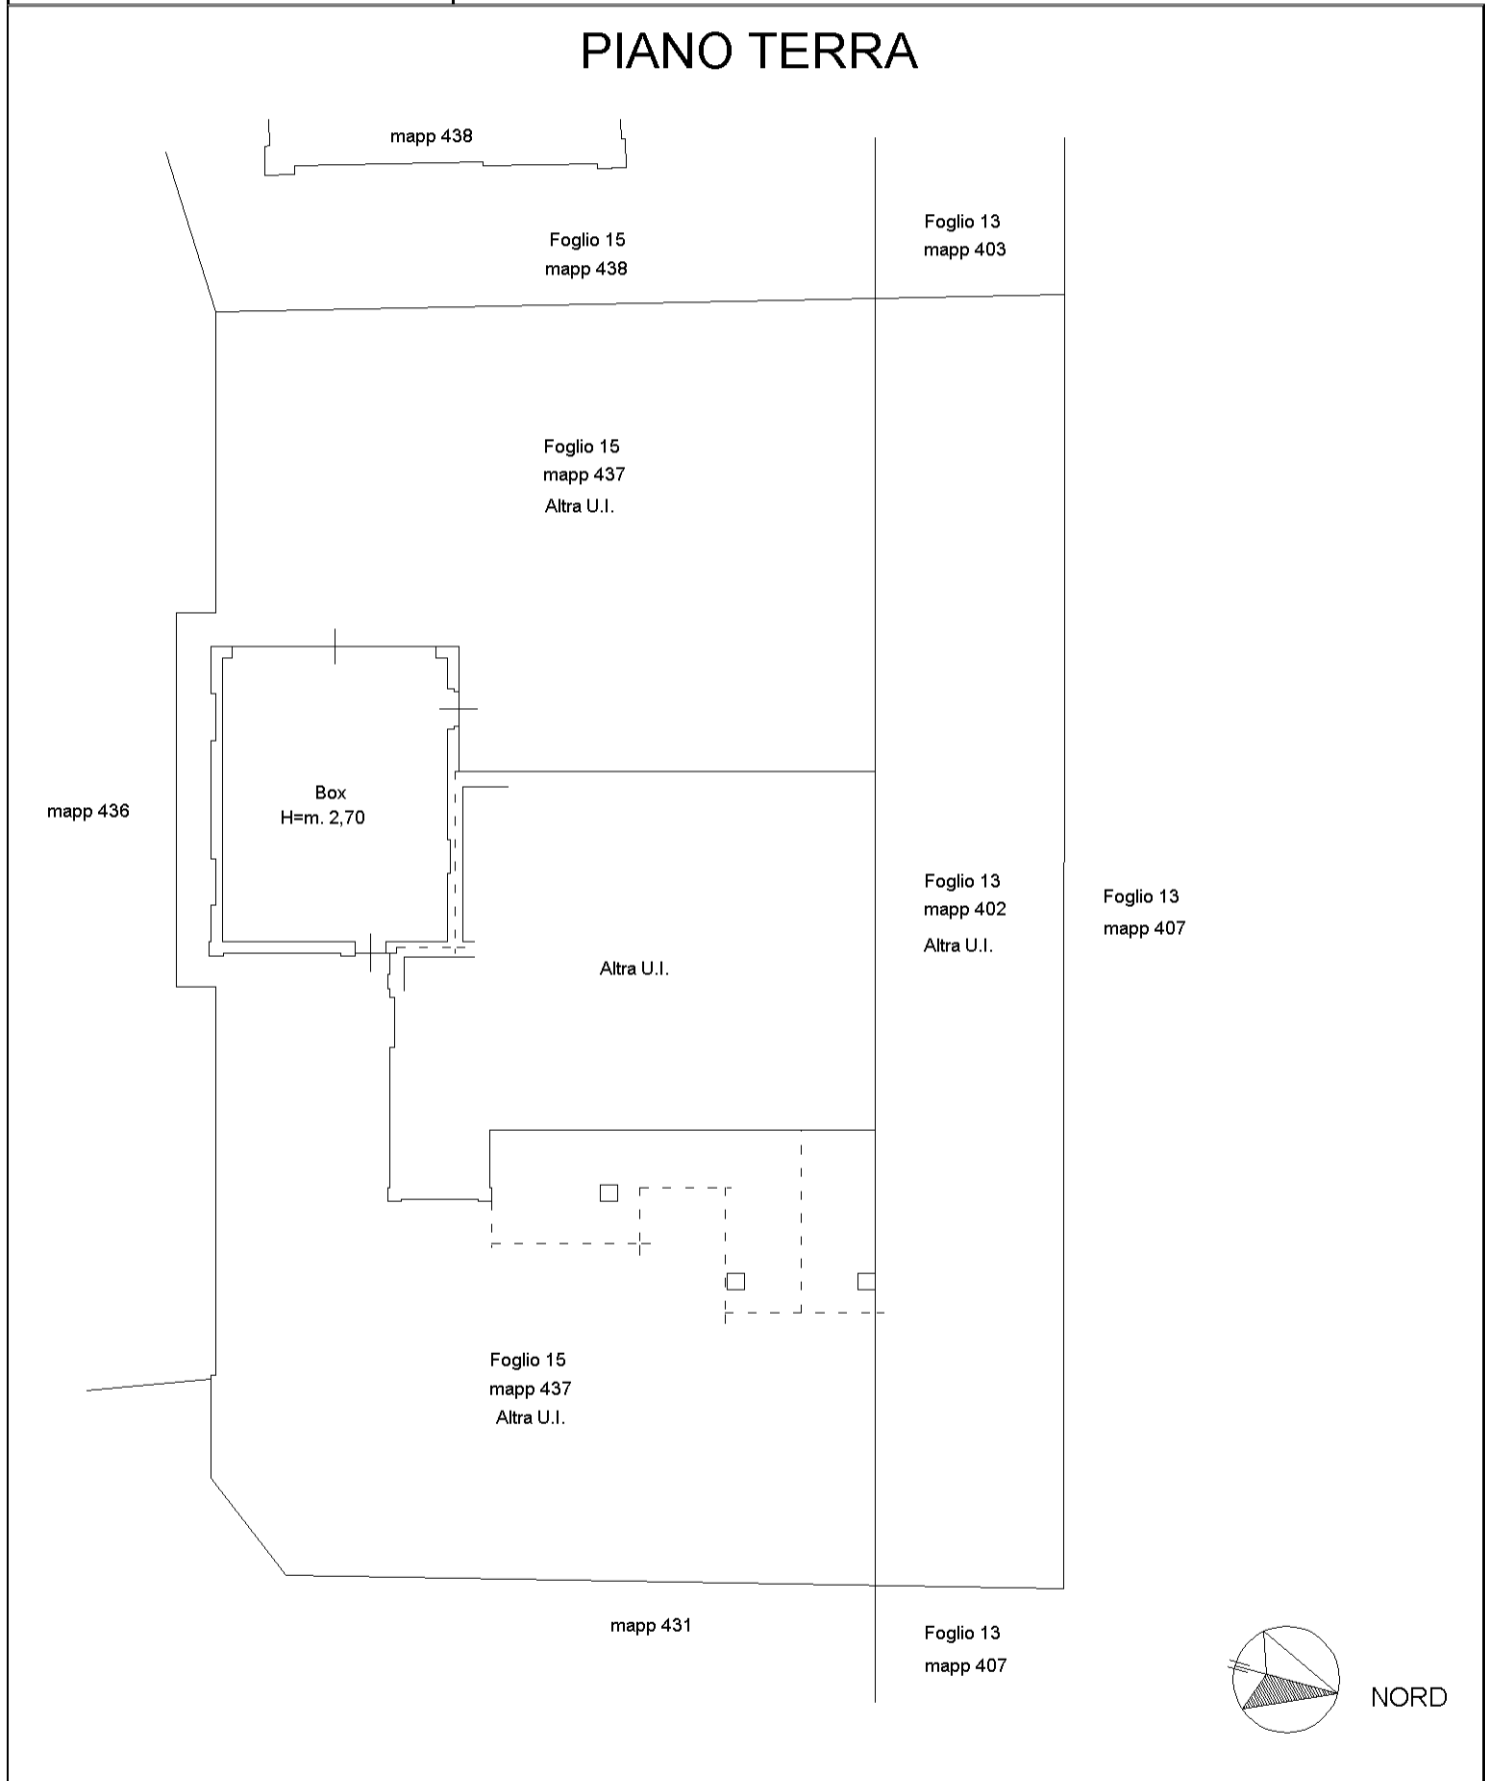 PIANO TERRA
mapp 438
Foglio 15
mapp 438
Foglio 13
mapp 403
Foglio 15
mapp 437
Altra U.I.
Box
H=m. 2,70
mapp 436
Foglio 13
mapp 402
Altra U.I.
Foglio 13
mapp 407
Altra U.I.
Foglio 15
mapp 437
Altra U.I.
mapp 431
Foglio 13
mapp 407
NORD